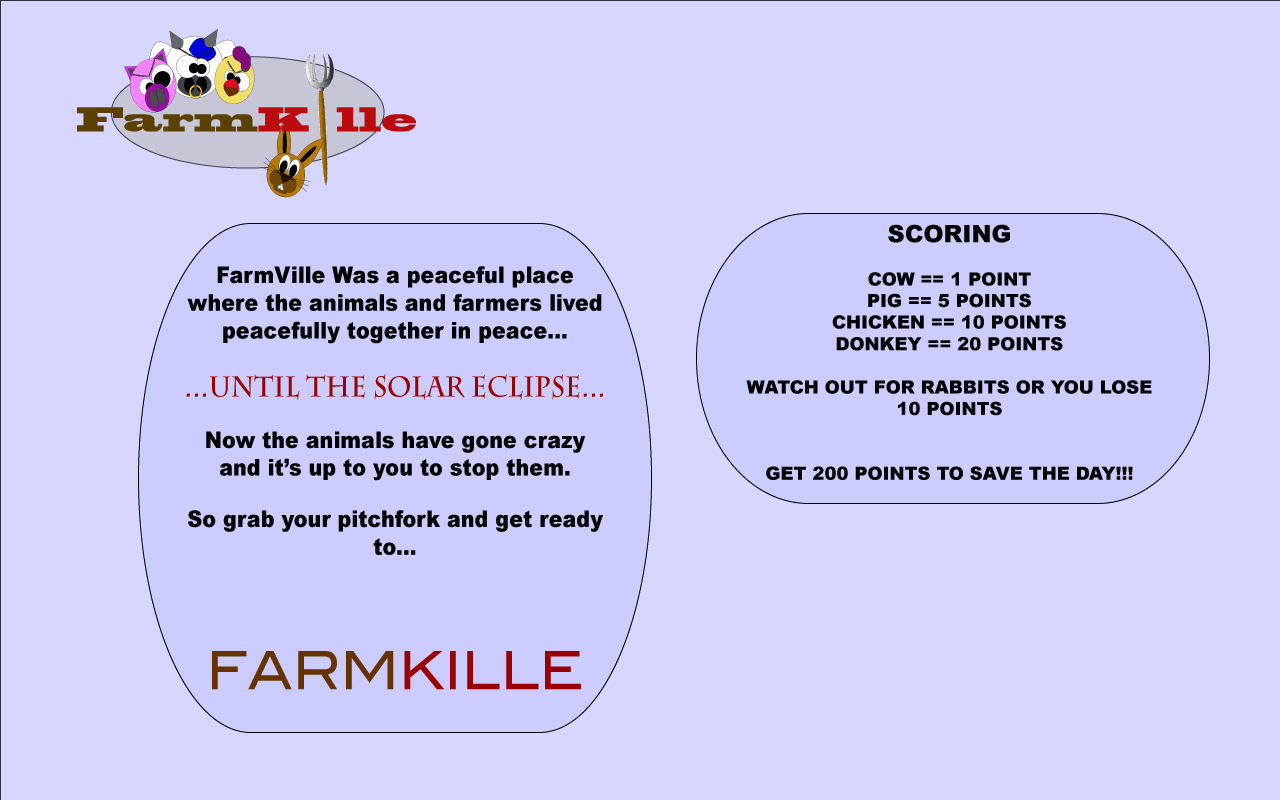 FarmKille
FarmVille Was a peaceful place
where the animals and farmers lived
peacefully together in peace...
...UNTIL THE SOLAR ECLIPSE...
Now the animals have gone crazy
and it’s up to you to stop them.
So grab your pitchfork and get ready
to...
FARMKILLE
SCORING
COW == 1 POINT
PIG == 5 POINTS
CHICKEN == 10 POINTS
DONKEY == 20 POINTS
WATCH OUT FOR RABBITS OR YOU LOSE
10 POINTS
GET 200 POINTS TO SAVE THE DAY!!!